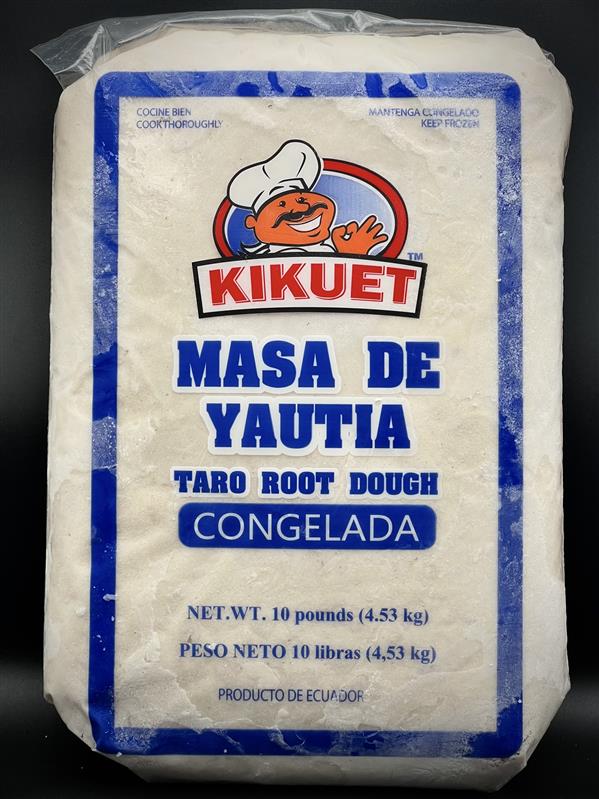 COCINE BIEN
COOK THOROUGHLY
MANTENGA CONGELADO
KEEP FROZEN
KIKUET
TM
MASA DE
YAUTIA
TARO ROOT DOUGH
CONGELADA
NET.WT. 10 pounds (4.53 kg)
PESO NETO 10 libras (4,53 kg)
PRODUCTO DE ECUADOR